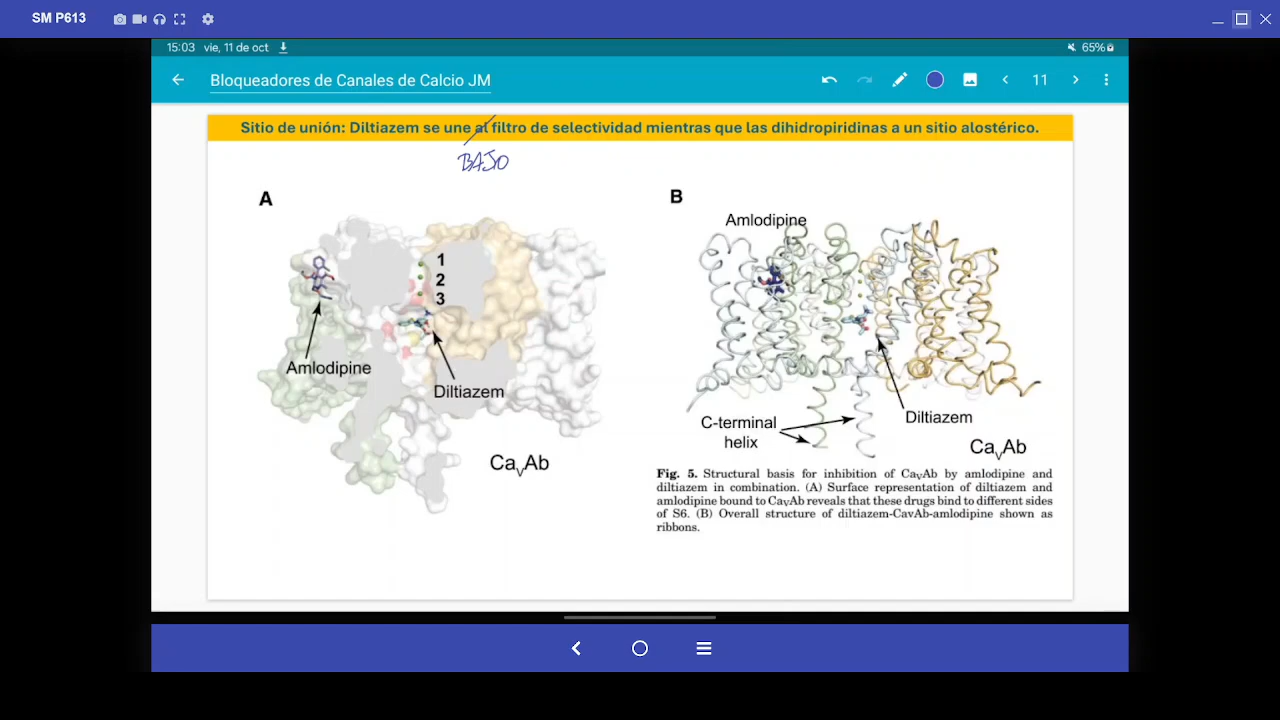 SM P613
15:03 vie, 11 de oct
65%
Bloqueadores de Canales de Calcio JM
11
Sitio de unión: Diltiazem se une al filtro de selectividad mientras que las dihidropiridinas a un sitio alostérico.
BAJO
A
1
2
3
Amlodipine
Diltiazem
CaVAb
B
Amlodipine
C-terminal
helix
Diltiazem
CaVAb
Fig. 5. Structural basis for inhibition of CaVAb by amlodipine and
diltiazem in combination. (A) Surface representation of diltiazem and
amlodipine bound to CaVAb reveals that these drugs bind to different sides
of S6. (B) Overall structure of diltiazem-CavAb-amlodipine shown as
ribbons.